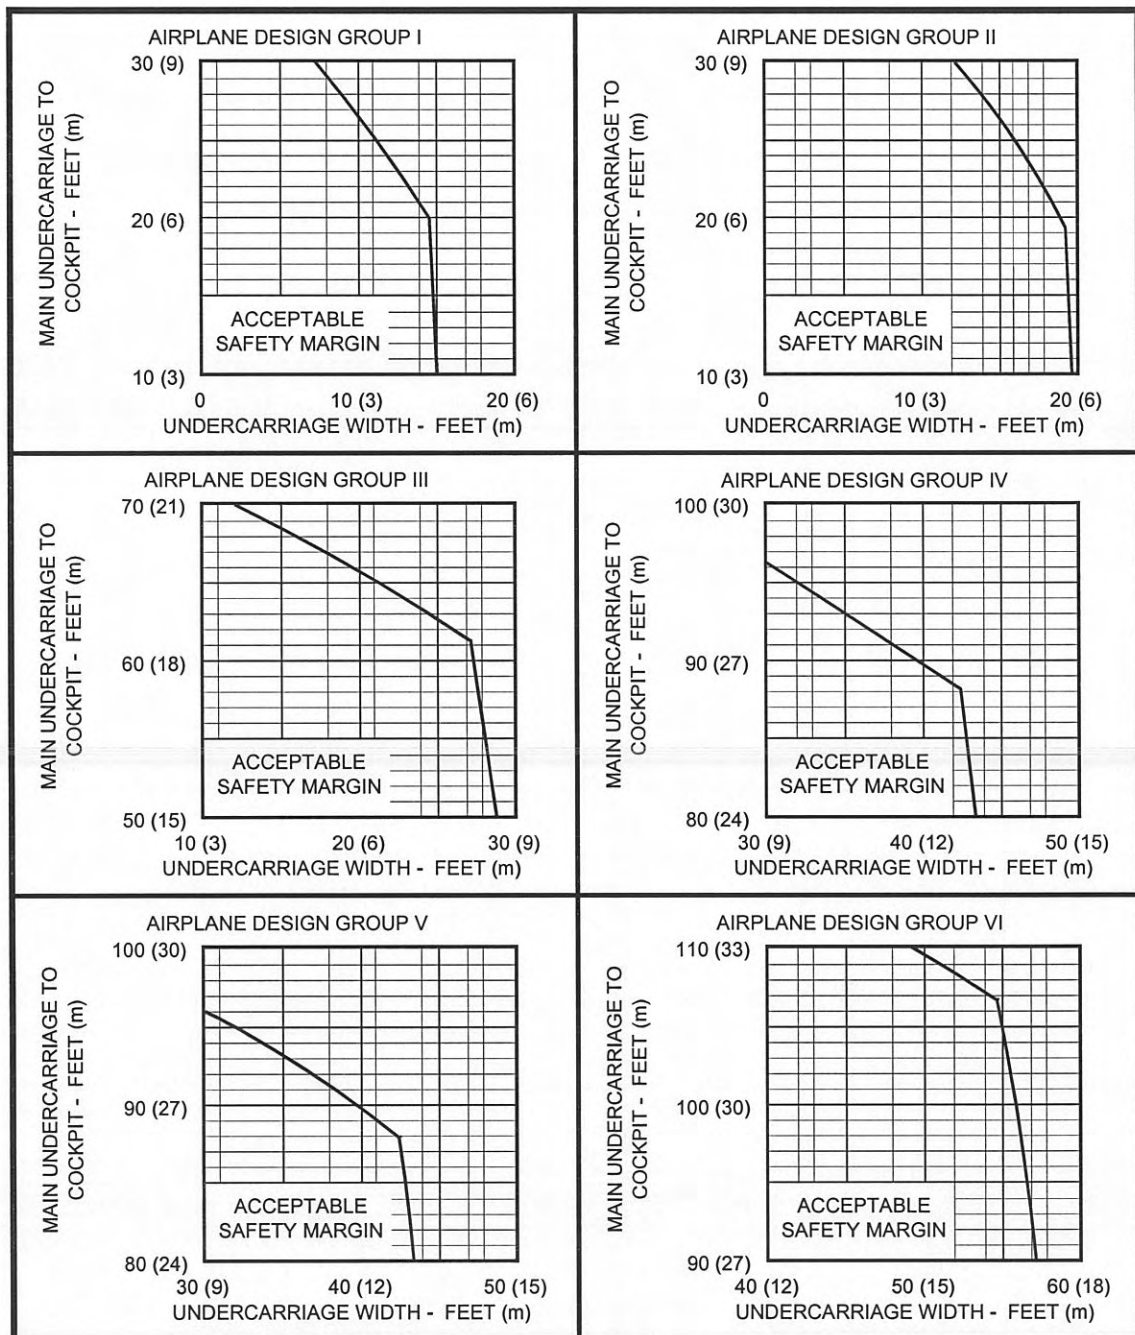 AIRPLANE DESIGN GROUP I
MAIN UNDERCARRIAGE TO
COCKPIT - FEET (m)
30 (9)
20 (6)
10 (3)
ACCEPTABLE
SAFETY MARGIN
0 10 (3) 20 (6)
UNDERCARRIAGE WIDTH - FEET (m)
AIRPLANE DESIGN GROUP II
MAIN UNDERCARRIAGE TO
COCKPIT - FEET (m)
30 (9)
20 (6)
10 (3)
ACCEPTABLE
SAFETY MARGIN
0 10 (3) 20 (6)
UNDERCARRIAGE WIDTH - FEET (m)
AIRPLANE DESIGN GROUP III
MAIN UNDERCARRIAGE TO
COCKPIT - FEET (m)
70 (21)
60 (18)
50 (15)
ACCEPTABLE
SAFETY MARGIN
10 (3) 20 (6) 30 (9)
UNDERCARRIAGE WIDTH - FEET (m)
AIRPLANE DESIGN GROUP IV
MAIN UNDERCARRIAGE TO
COCKPIT - FEET (m)
100 (30)
90 (27)
80 (24)
ACCEPTABLE
SAFETY MARGIN
30 (9) 40 (12) 50 (15)
UNDERCARRIAGE WIDTH - FEET (m)
AIRPLANE DESIGN GROUP V
MAIN UNDERCARRIAGE TO
COCKPIT - FEET (m)
100 (30)
90 (27)
80 (24)
ACCEPTABLE
SAFETY MARGIN
30 (9) 40 (12) 50 (15)
UNDERCARRIAGE WIDTH - FEET (m)
AIRPLANE DESIGN GROUP VI
MAIN UNDERCARRIAGE TO
COCKPIT - FEET (m)
110 (33)
100 (30)
90 (27)
ACCEPTABLE
SAFETY MARGIN
40 (12) 50 (15) 60 (18)
UNDERCARRIAGE WIDTH - FEET (m)